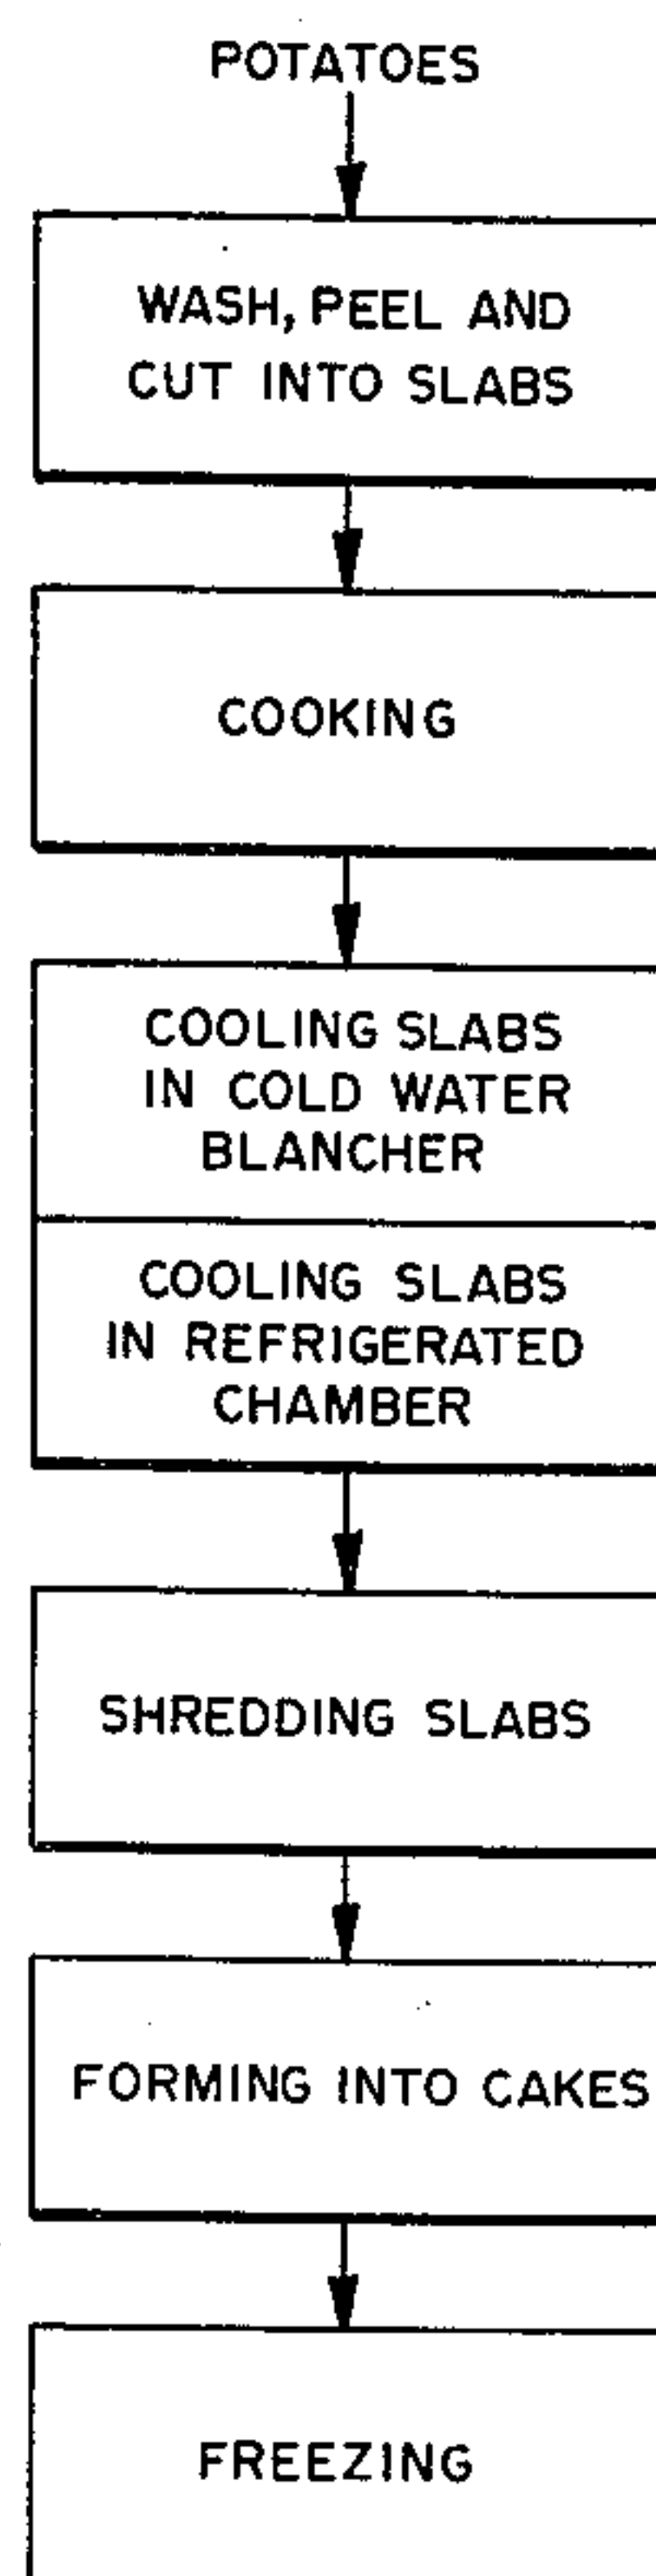 POTATOES
WASH, PEEL AND
CUT INTO SLABS
COOKING
COOLING SLABS
IN COLD WATER
BLANCHER
COOLING SLABS
IN REFRIGERATED
CHAMBER
SHREDDING SLABS
FORMING INTO CAKES
FREEZING